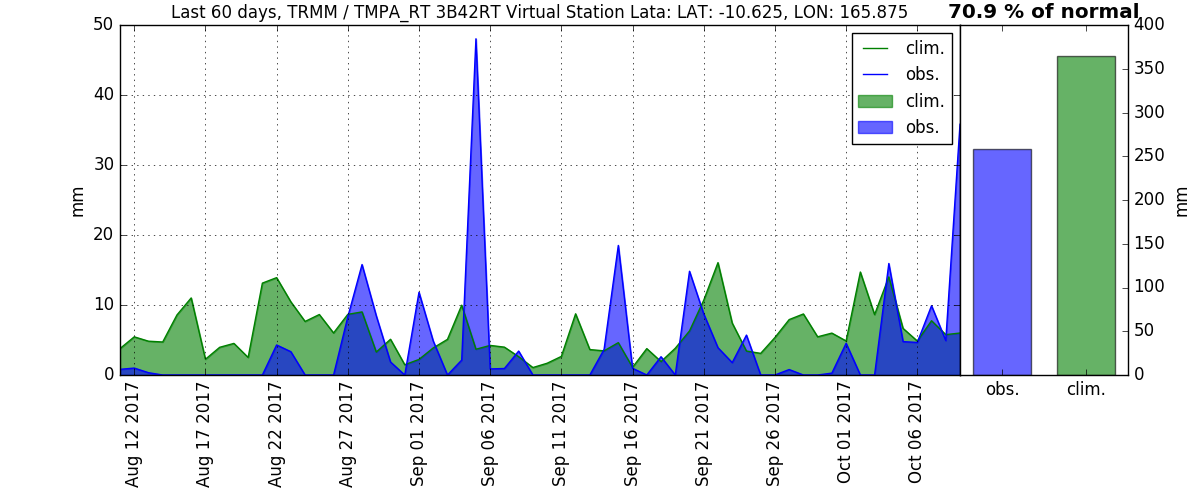 Last 60 days, TRMM / TMPA_RT 3B42RT Virtual Station Lata: LAT: -10.625, LON: 165.875
70.9 % of normal
50
40
30
20
10
0
mm
clim.
obs.
clim.
obs.
400
350
300
250
200
150
100
50
0
mm
obs.
clim.
Aug 12 2017
Aug 17 2017
Aug 22 2017
Aug 27 2017
Sep 01 2017
Sep 06 2017
Sep 11 2017
Sep 16 2017
Sep 21 2017
Sep 26 2017
Oct 01 2017
Oct 06 2017